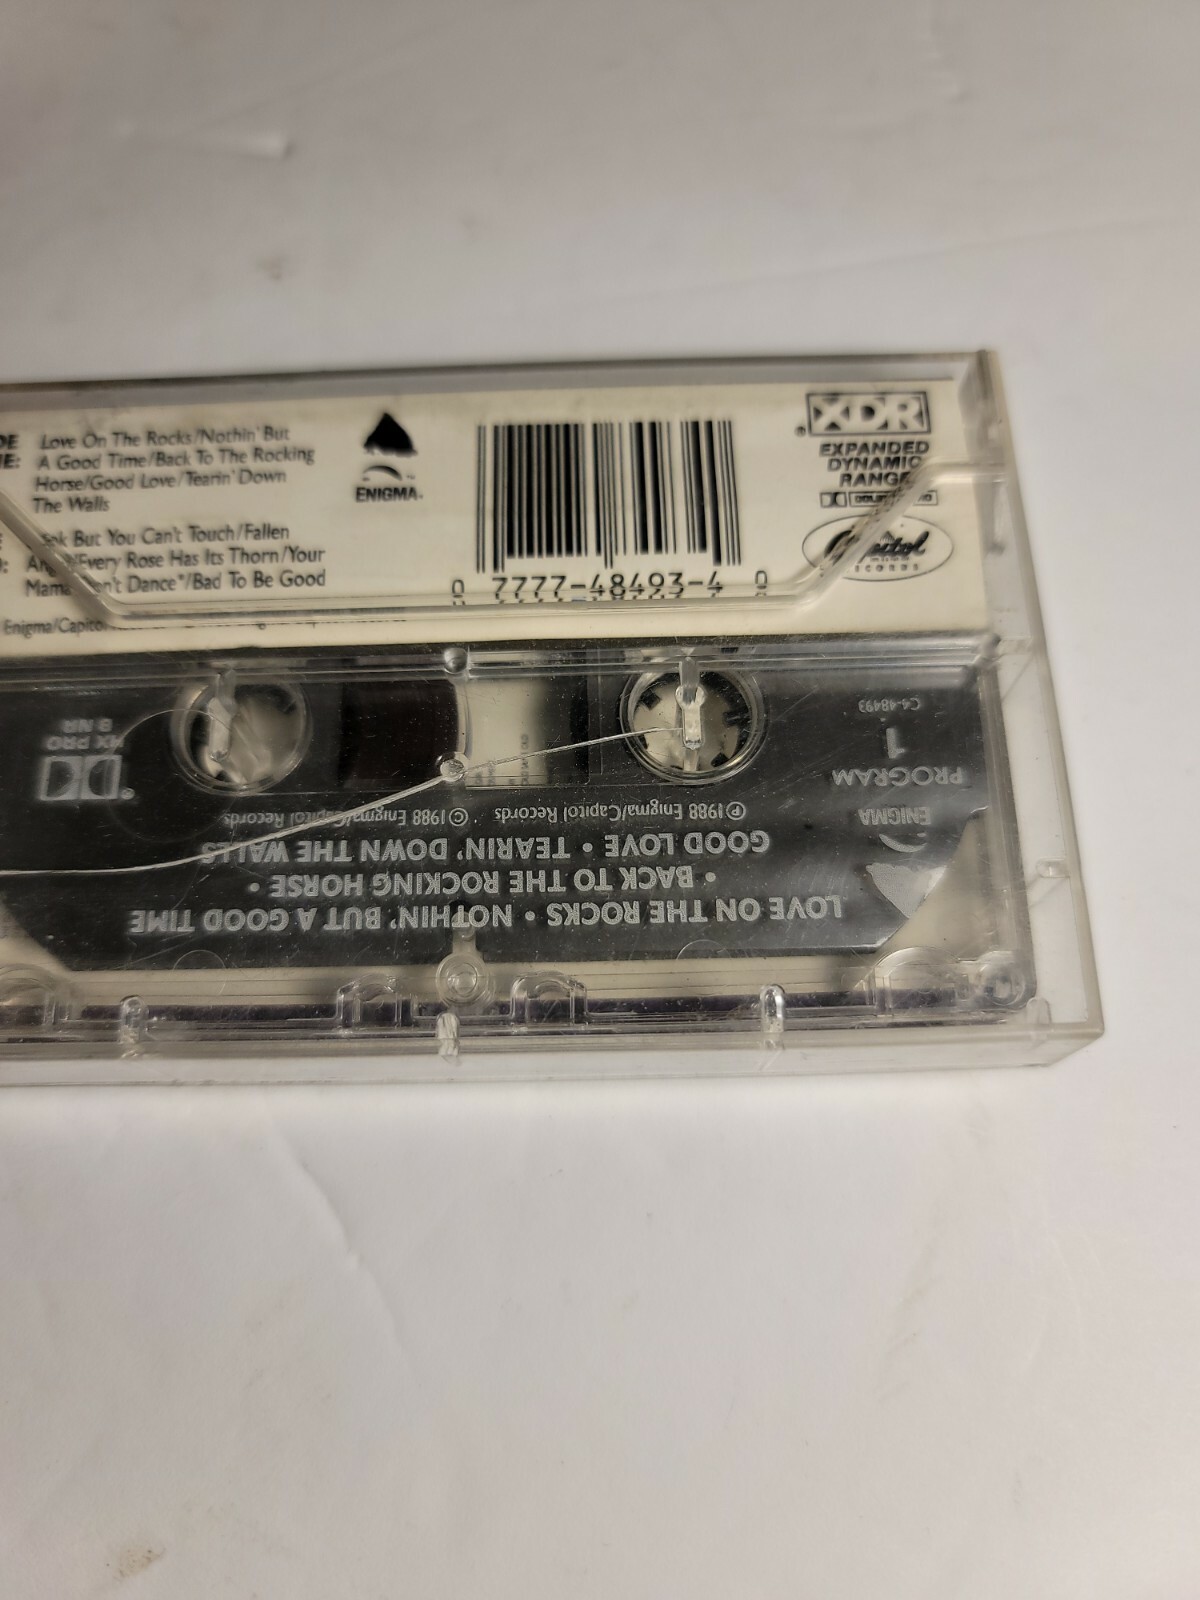 Love On The Rocks/Nothin' But
A Good Time/Back To The Rocking
Horse/Good Love/Tearin' Down
The Walls
But You Can't Touch/Fallen
Every Rose Has Its Thorn/Your
Mama Don't Dance*/Bad To Be Good
Enigma/Capitol
ENIGMA
0 7777-48493-4 0
XDR
EXPANDED
DYNAMIC
RANGE
Capitol
RECORDS
LOVE ON THE ROCKS • NOTHIN' BUT A GOOD TIME
• BACK TO THE ROCKING HORSE •
GOOD LOVE • TEARIN' DOWN THE WALLS
℗ 1988 Enigma/Capitol Records © 1988 Enigma/Capitol Records
ENIGMA
PROGRAM
1
C4-48493
HX PRO
B NR